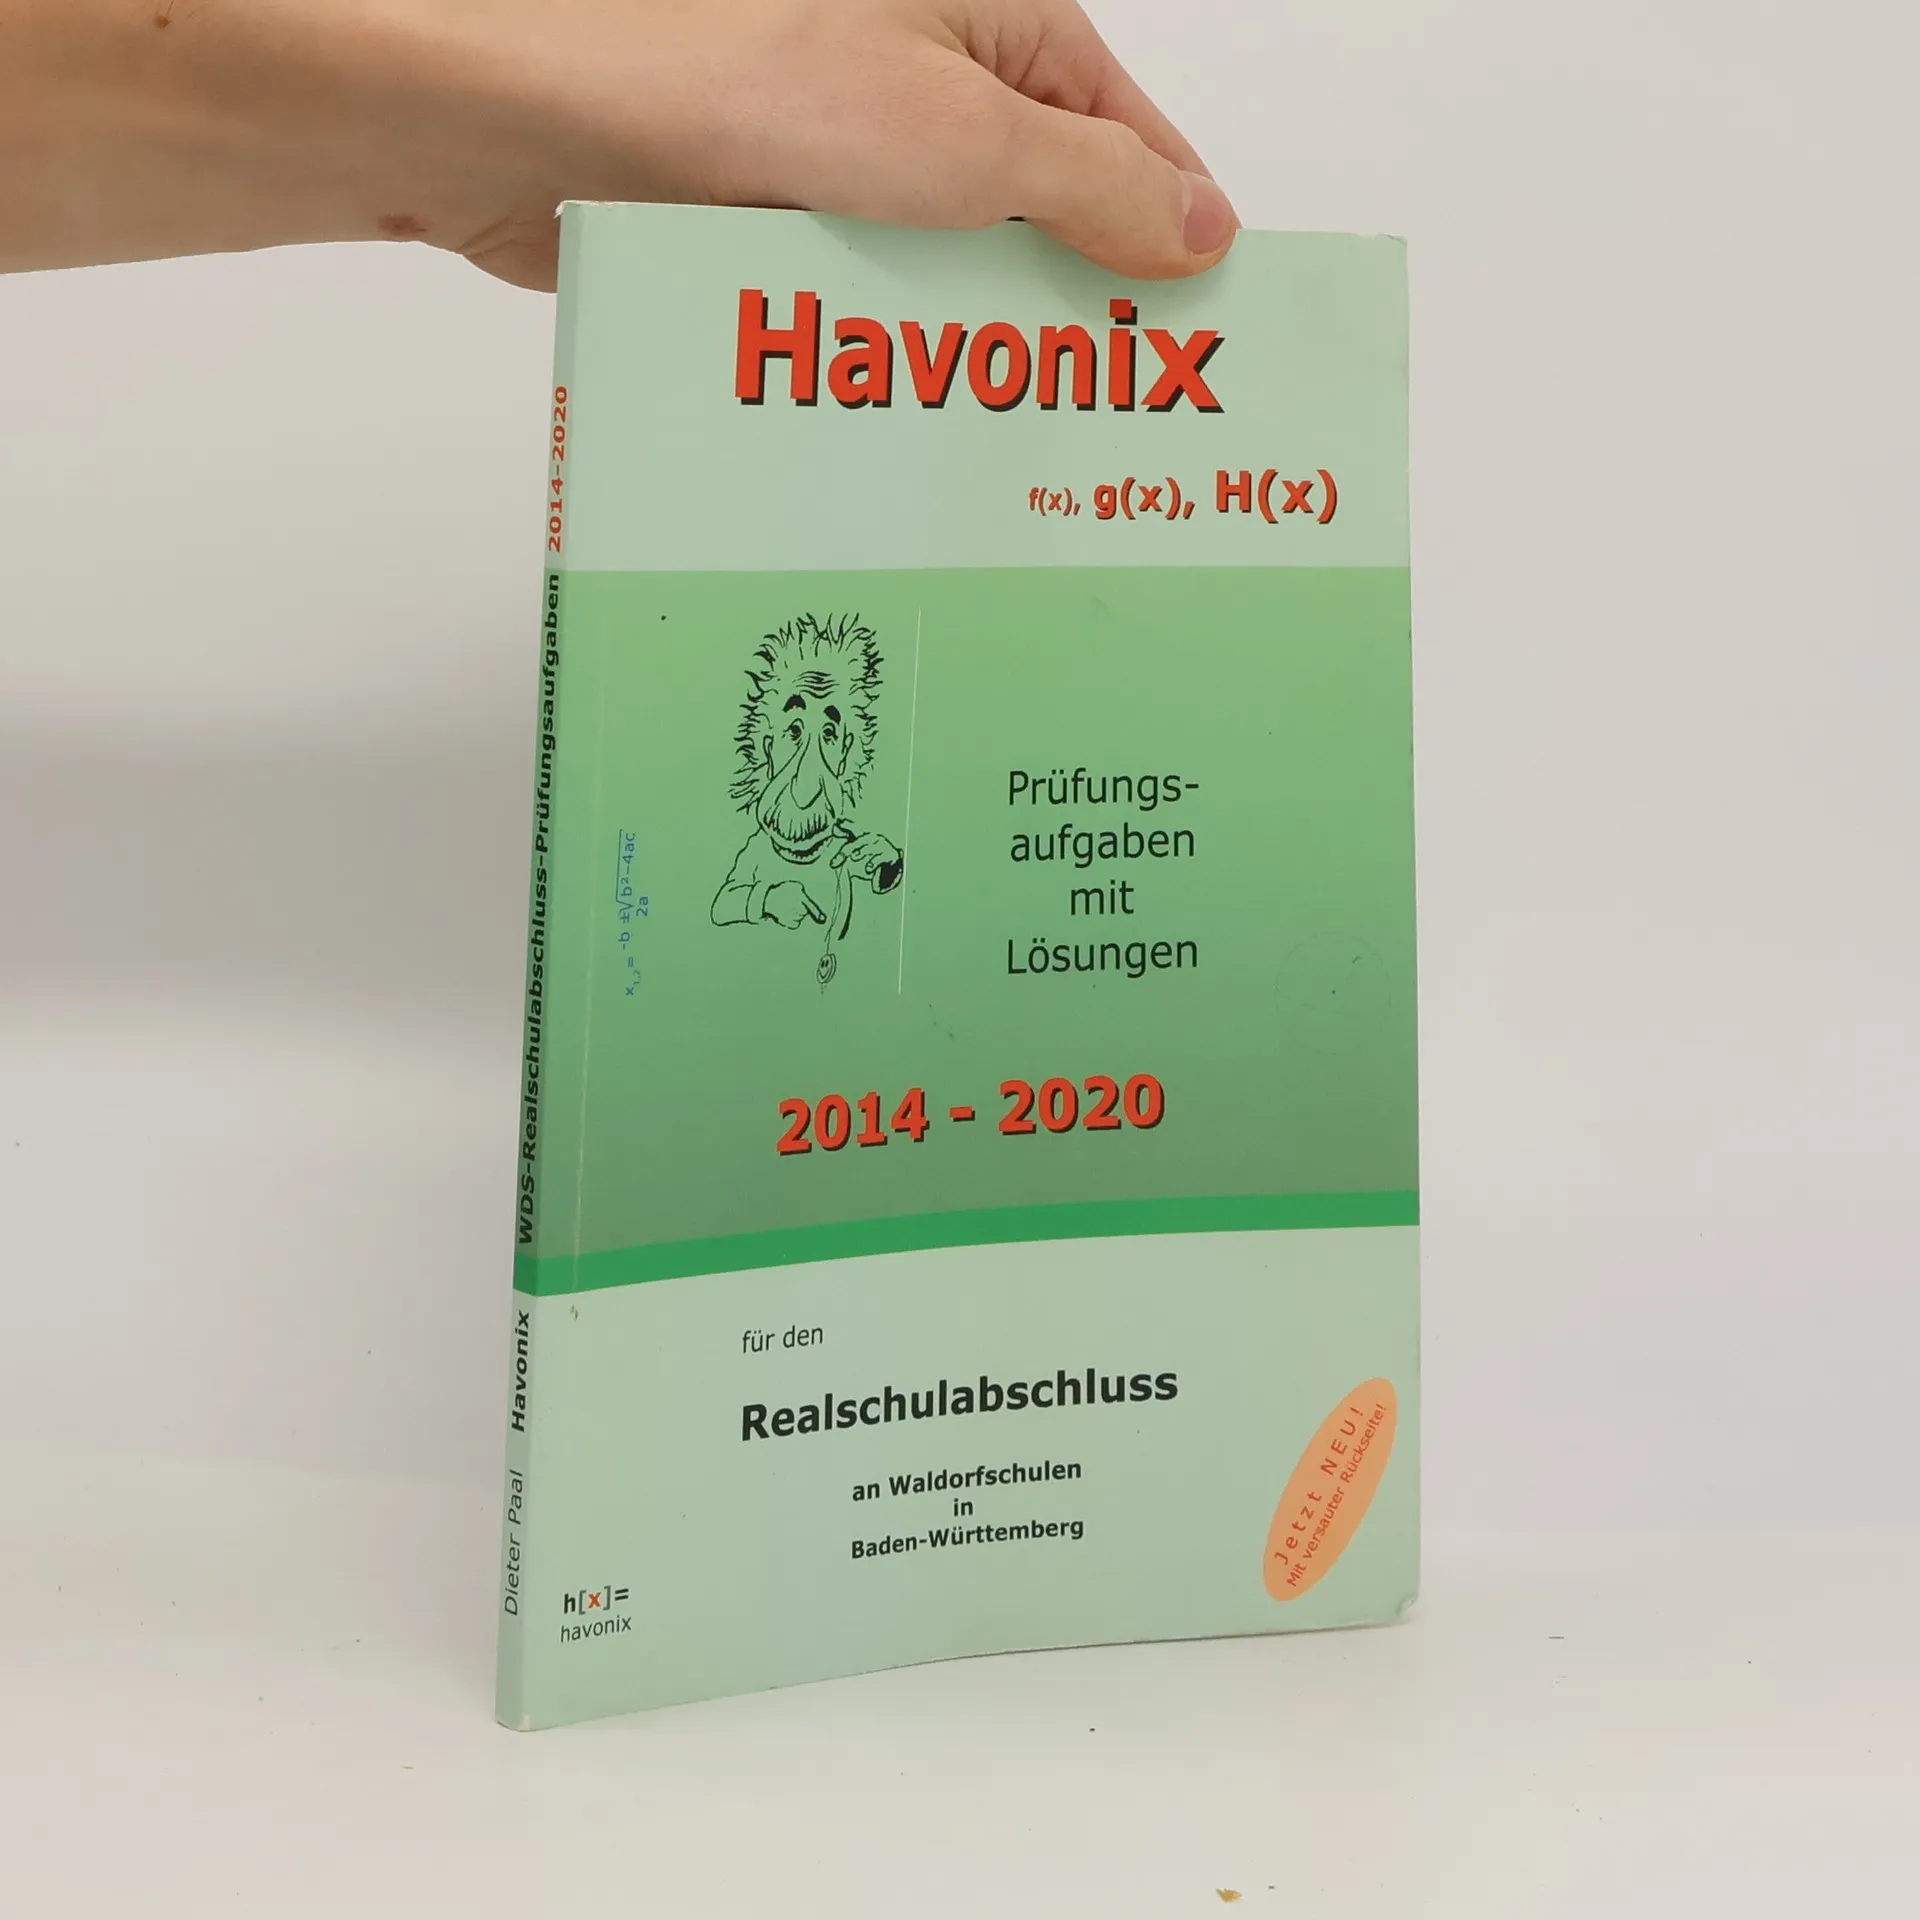 Havonix
f(x), g(x), H(x)
x₁,₂ = -b ±√b²-4ac
2a
Prüfungs-
aufgaben
mit
Lösungen
2014 - 2020
für den
Realschulabschluss
an Waldorfschulen
in
Baden-Württemberg
Jetzt NEU!
Mit versauter Rückseite!
h[x]=
havonix
Dieter Paal Havonix WDS-Realschulabschluss-Prüfungsaufgaben 2014-2020